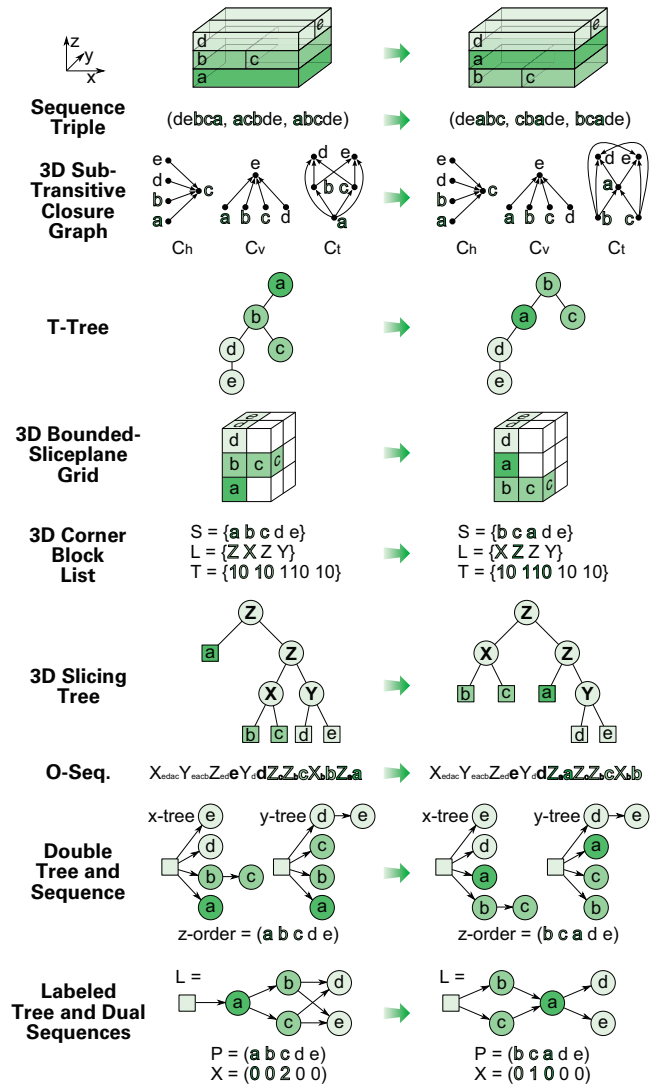 z
y
x
d
e
b
c
a
d
e
a
b
c
Sequence Triple
(debca, acbde, abcde)
(deabc, cbade, bcade)
3D Sub-Transitive Closure Graph
e
d
b
a
c
e
a
b
c
d
d
e
b
c
a
Ch
Cv
Ct
e
d
b
a
c
e
a
b
c
d
d
e
a
b
c
Ch
Cv
Ct
T-Tree
a
b
d
c
e
b
a
c
d
e
3D Bounded-Sliceplane Grid
e
d
d
b
c
c
a
e
d
d
a
b
c
c
3D Corner Block List
S = {a b c d e}
L = {Z X Z Y}
T = {10 10 110 10}
S = {b c a d e}
L = {X Z Z Y}
T = {10 110 10 10}
3D Slicing Tree
Z
a
Z
X
Y
b
c
d
e
Z
X
Z
b
c
a
Y
d
e
O-Seq.
XedacYeacbZedeYddZcZbcXbbZaa
XedacYeacbZedeYddZaaZcZbcXbb
Double Tree and Sequence
x-tree
e
d
b
c
a
y-tree
d
e
c
b
a
z-order = (a b c d e)
x-tree
e
d
a
b
c
y-tree
d
e
a
c
b
z-order = (b c a d e)
Labeled Tree and Dual Sequences
L =
a
b
c
d
e
P = (a b c d e)
X = (0 0 2 0 0)
L =
b
c
a
d
e
P = (b c a d e)
X = (0 1 0 0 0)